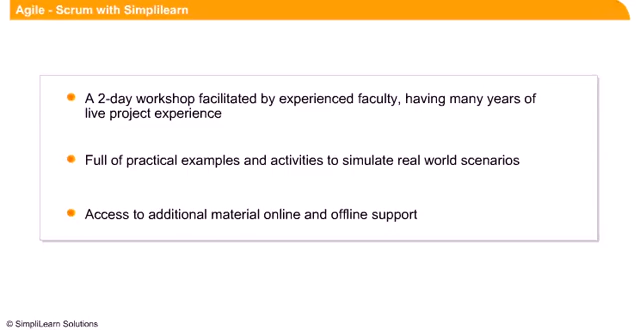 Agile - Scrum with Simplilearn
A 2-day workshop facilitated by experienced faculty, having many years of
live project experience
Full of practical examples and activities to simulate real world scenarios
Access to additional material online and offline support
© SimpliLearn Solutions